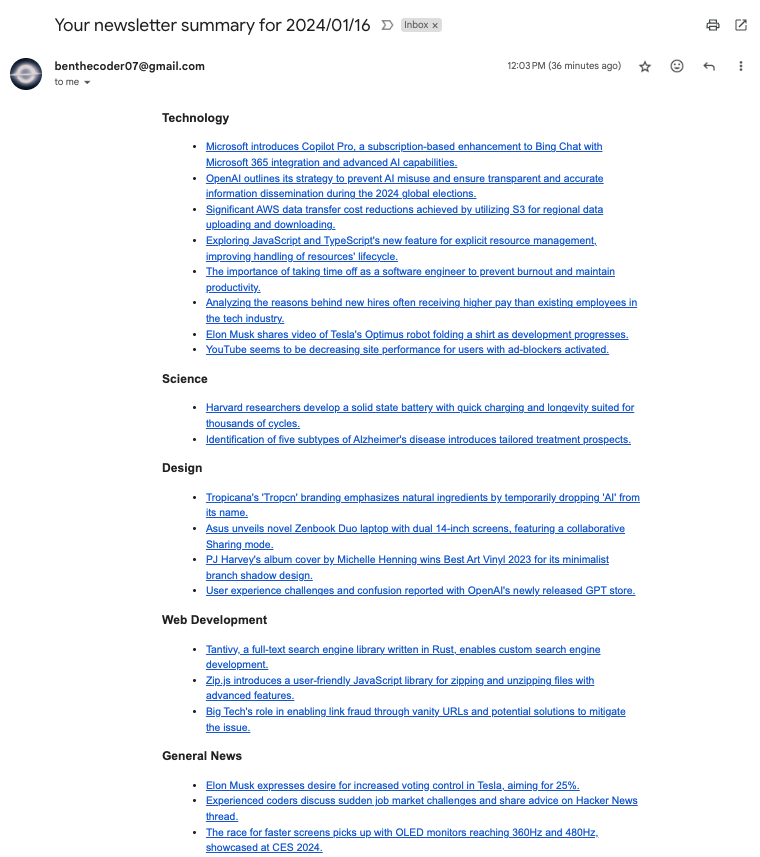 Your newsletter summary for 2024/01/16 Inbox x
benthecoder07@gmail.com 12:03 PM (36 minutes ago)
to me
Technology
• Microsoft introduces Copilot Pro, a subscription-based enhancement to Bing Chat with
Microsoft 365 integration and advanced AI capabilities.
• OpenAI outlines its strategy to prevent AI misuse and ensure transparent and accurate
information dissemination during the 2024 global elections.
• Significant AWS data transfer cost reductions achieved by utilizing S3 for regional data
uploading and downloading.
• Exploring JavaScript and TypeScript's new feature for explicit resource management,
improving handling of resources' lifecycle.
• The importance of taking time off as a software engineer to prevent burnout and maintain
productivity.
• Analyzing the reasons behind new hires often receiving higher pay than existing employees in
the tech industry.
• Elon Musk shares video of Tesla's Optimus robot folding a shirt as development progresses.
• YouTube seems to be decreasing site performance for users with ad-blockers activated.
Science
• Harvard researchers develop a solid state battery with quick charging and longevity suited for
thousands of cycles.
• Identification of five subtypes of Alzheimer's disease introduces tailored treatment prospects.
Design
• Tropicana's 'Tropcn' branding emphasizes natural ingredients by temporarily dropping 'AI' from
its name.
• Asus unveils novel Zenbook Duo laptop with dual 14-inch screens, featuring a collaborative
Sharing mode.
• PJ Harvey's album cover by Michelle Henning wins Best Art Vinyl 2023 for its minimalist
branch shadow design.
• User experience challenges and confusion reported with OpenAI's newly released GPT store.
Web Development
• Tantivy, a full-text search engine library written in Rust, enables custom search engine
development.
• Zip.js introduces a user-friendly JavaScript library for zipping and unzipping files with
advanced features.
• Big Tech's role in enabling link fraud through vanity URLs and potential solutions to mitigate
the issue.
General News
• Elon Musk expresses desire for increased voting control in Tesla, aiming for 25%.
• Experienced coders discuss sudden job market challenges and share advice on Hacker News
thread.
• The race for faster screens picks up with OLED monitors reaching 360Hz and 480Hz,
showcased at CES 2024.